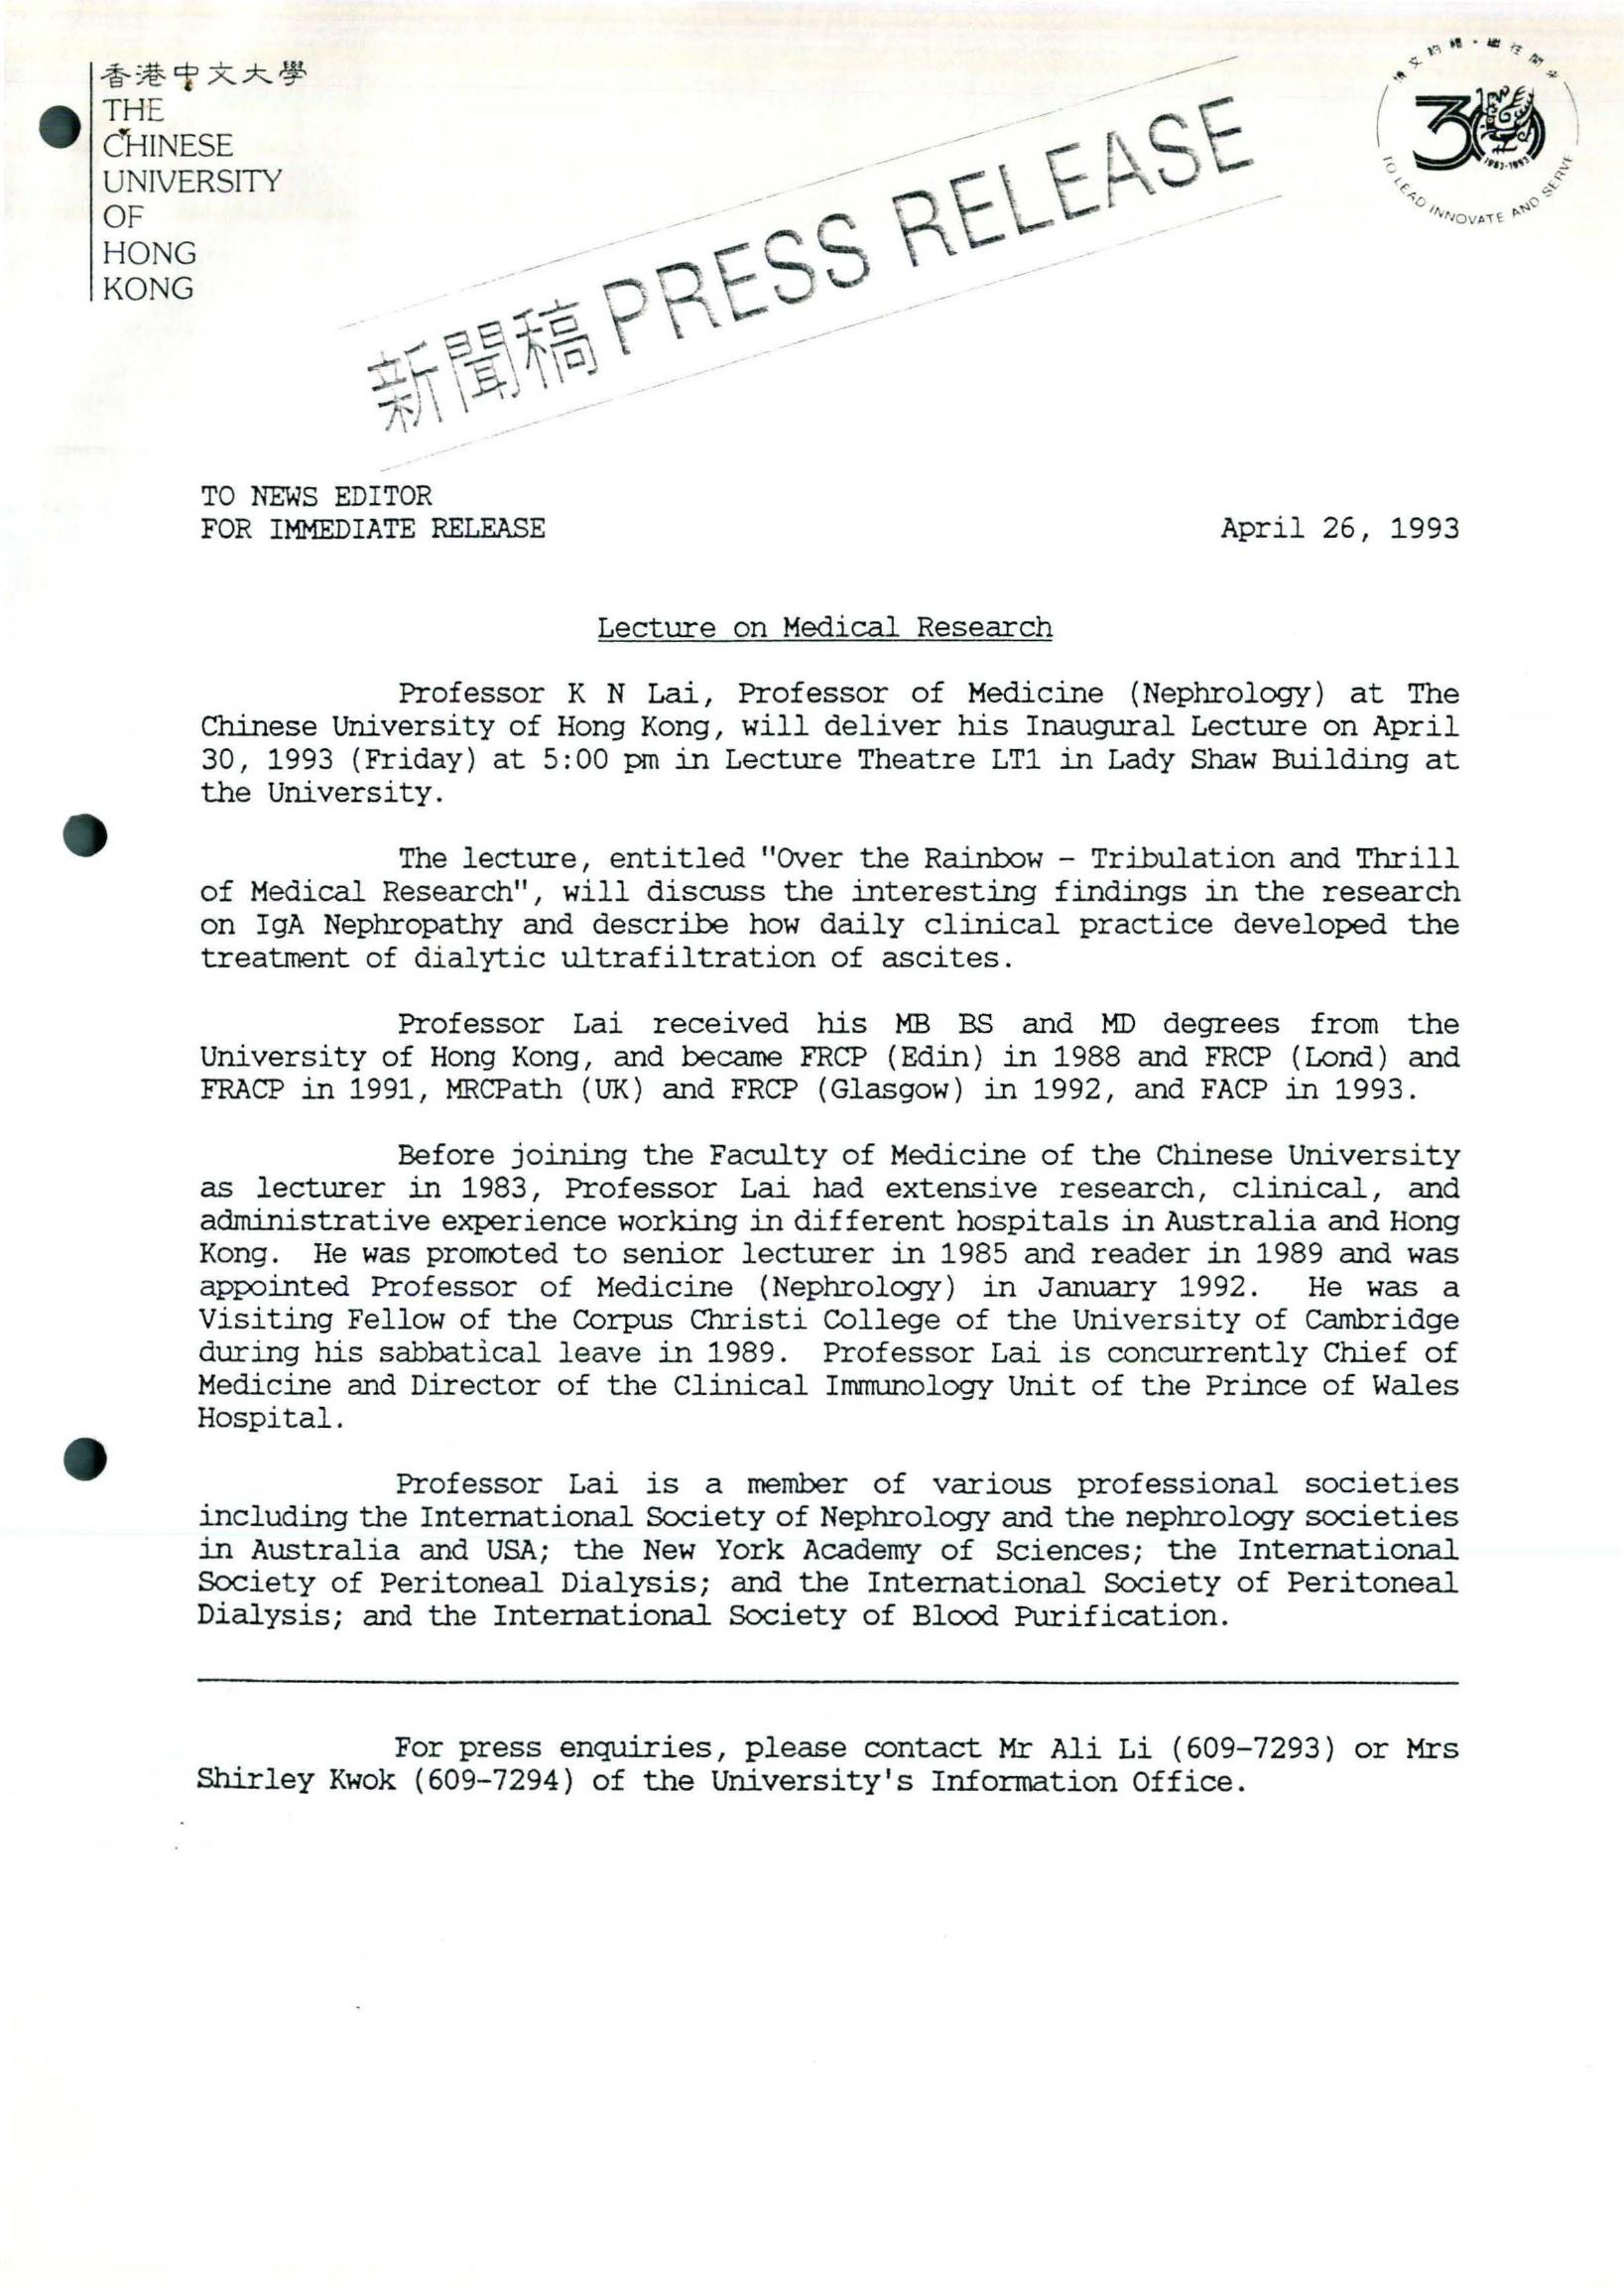 香港中文大學
THE
CHINESE
UNIVERSITY
OF
HONG
KONG
博文約禮·繼往開來
30
1963-1993
TO LEAD INNOVATE AND SERVE
新聞稿 PRESS RELEASE
TO NEWS EDITOR
FOR IMMEDIATE RELEASE April 26, 1993
Lecture on Medical Research
Professor K N Lai, Professor of Medicine (Nephrology) at The
Chinese University of Hong Kong, will deliver his Inaugural Lecture on April
30, 1993 (Friday) at 5:00 pm in Lecture Theatre LT1 in Lady Shaw Building at
the University.
The lecture, entitled "Over the Rainbow - Tribulation and Thrill
of Medical Research", will discuss the interesting findings in the research
on IgA Nephropathy and describe how daily clinical practice developed the
treatment of dialytic ultrafiltration of ascites.
Professor Lai received his MB BS and MD degrees from the
University of Hong Kong, and became FRCP (Edin) in 1988 and FRCP (Lond) and
FRACP in 1991, MRCPath (UK) and FRCP (Glasgow) in 1992, and FACP in 1993.
Before joining the Faculty of Medicine of the Chinese University
as lecturer in 1983, Professor Lai had extensive research, clinical, and
administrative experience working in different hospitals in Australia and Hong
Kong. He was promoted to senior lecturer in 1985 and reader in 1989 and was
appointed Professor of Medicine (Nephrology) in January 1992. He was a
Visiting Fellow of the Corpus Christi College of the University of Cambridge
during his sabbatical leave in 1989. Professor Lai is concurrently Chief of
Medicine and Director of the Clinical Immunology Unit of the Prince of Wales
Hospital.
Professor Lai is a member of various professional societies
including the International Society of Nephrology and the nephrology societies
in Australia and USA; the New York Academy of Sciences; the International
Society of Peritoneal Dialysis; and the International Society of Peritoneal
Dialysis; and the International Society of Blood Purification.
For press enquiries, please contact Mr Ali Li (609-7293) or Mrs
Shirley Kwok (609-7294) of the University's Information Office.